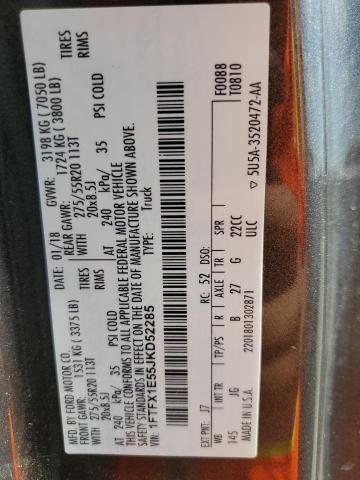 MFD. BY FORD MOTOR CO.
DATE: 01/18 GVWR: 3198 KG ( 7050 LB)
FRONT GAWR: 1531 KG ( 3375 LB) REAR GAWR: 1724 KG ( 3800 LB)
275/55R20 113T TIRES 275/55R20 113T TIRES
WITH 20x8.5J RIMS WITH 20x8.5J RIMS
AT 240 kPa/ 35 PSI COLD AT 240 kPa/ 35 PSI COLD
THIS VEHICLE CONFORMS TO ALL APPLICABLE FEDERAL MOTOR VEHICLE
SAFETY STANDARDS IN EFFECT ON THE DATE OF MANUFACTURE SHOWN ABOVE.
VIN: 1FTFX1E55JKD52285
TYPE: Truck
F0088
T0810
EXT PNT: J7 RC: 52 DSO:
WB INT TR TP/PS R AXLE TR SPR
145 JG B 27 G 22CC
ULC
2201801302871 ▽ 5U5A-3520472-AA